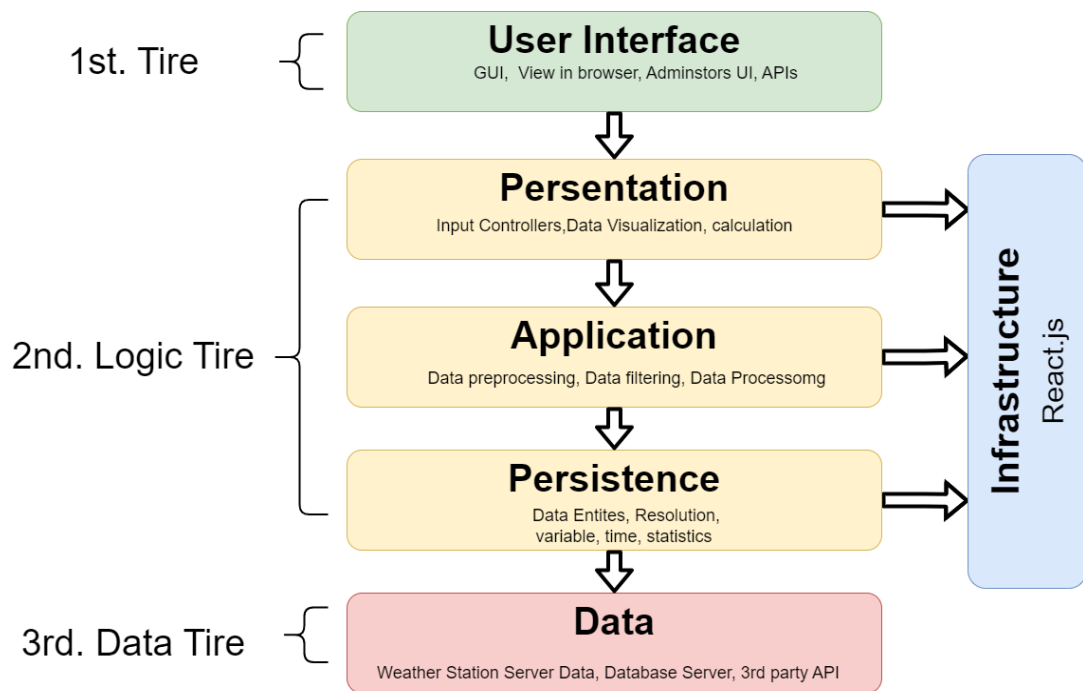 1st. Tire
User Interface
GUI, View in browser, Adminstors UI, APIs
2nd. Logic Tire
Persentation
Input Controllers,Data Visualization, calculation
Application
Data preprocessing, Data filtering, Data Processomg
Persistence
Data Entites, Resolution,
variable, time, statistics
Infrastructure
React.js
3rd. Data Tire
Data
Weather Station Server Data, Database Server, 3rd party API